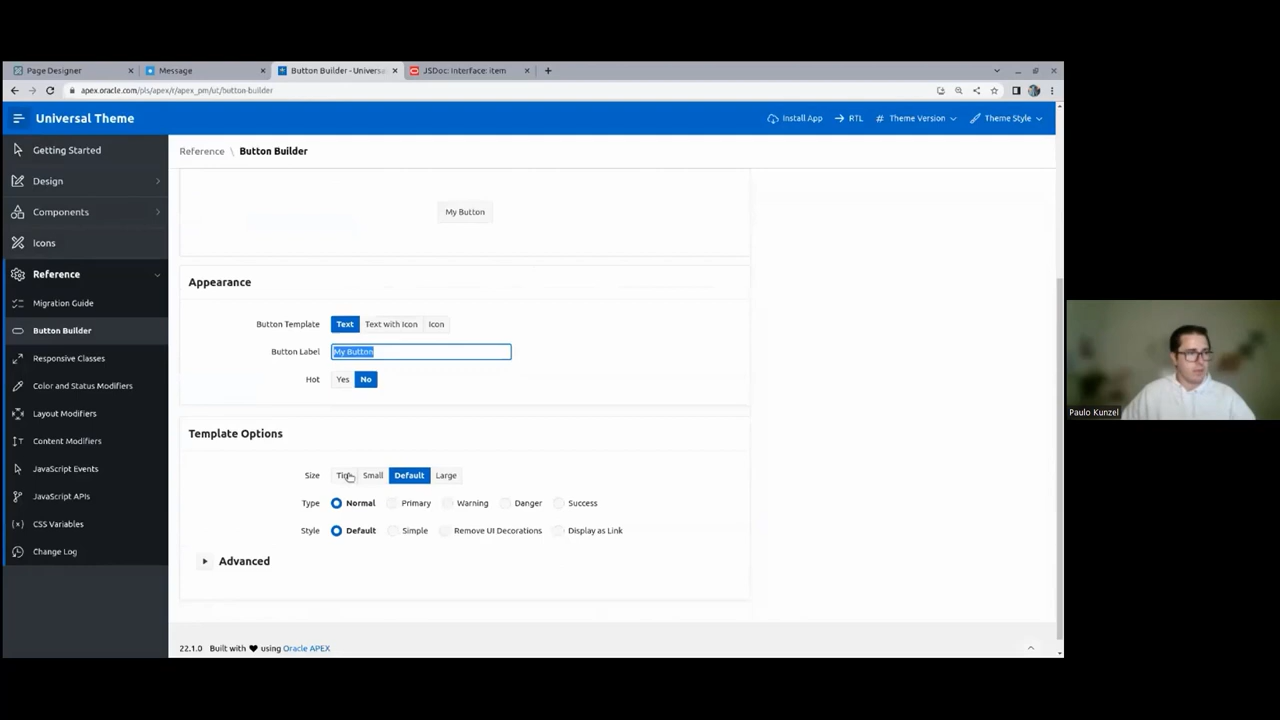 Page Designer
Message
Button Builder - Universa
JSDoc: Interface: item
apex.oracle.com/pls/apex/r/apex_pm/ut/button-builder
Universal Theme
Install App
RTL
Theme Version
Theme Style
Getting Started
Design
Components
Icons
Reference
Migration Guide
Button Builder
Responsive Classes
Color and Status Modifiers
Layout Modifiers
Content Modifiers
JavaScript Events
JavaScript APIs
CSS Variables
Change Log
Reference \ Button Builder
My Button
Appearance
Button Template Text Text with Icon Icon
Button Label My Button
Hot Yes No
Template Options
Size Small Default Large
Type Normal Primary Warning Danger Success
Style Default Simple Remove UI Decorations Display as Link
Advanced
22.1.0 Built with ♥ using Oracle APEX
Paulo Kunzel